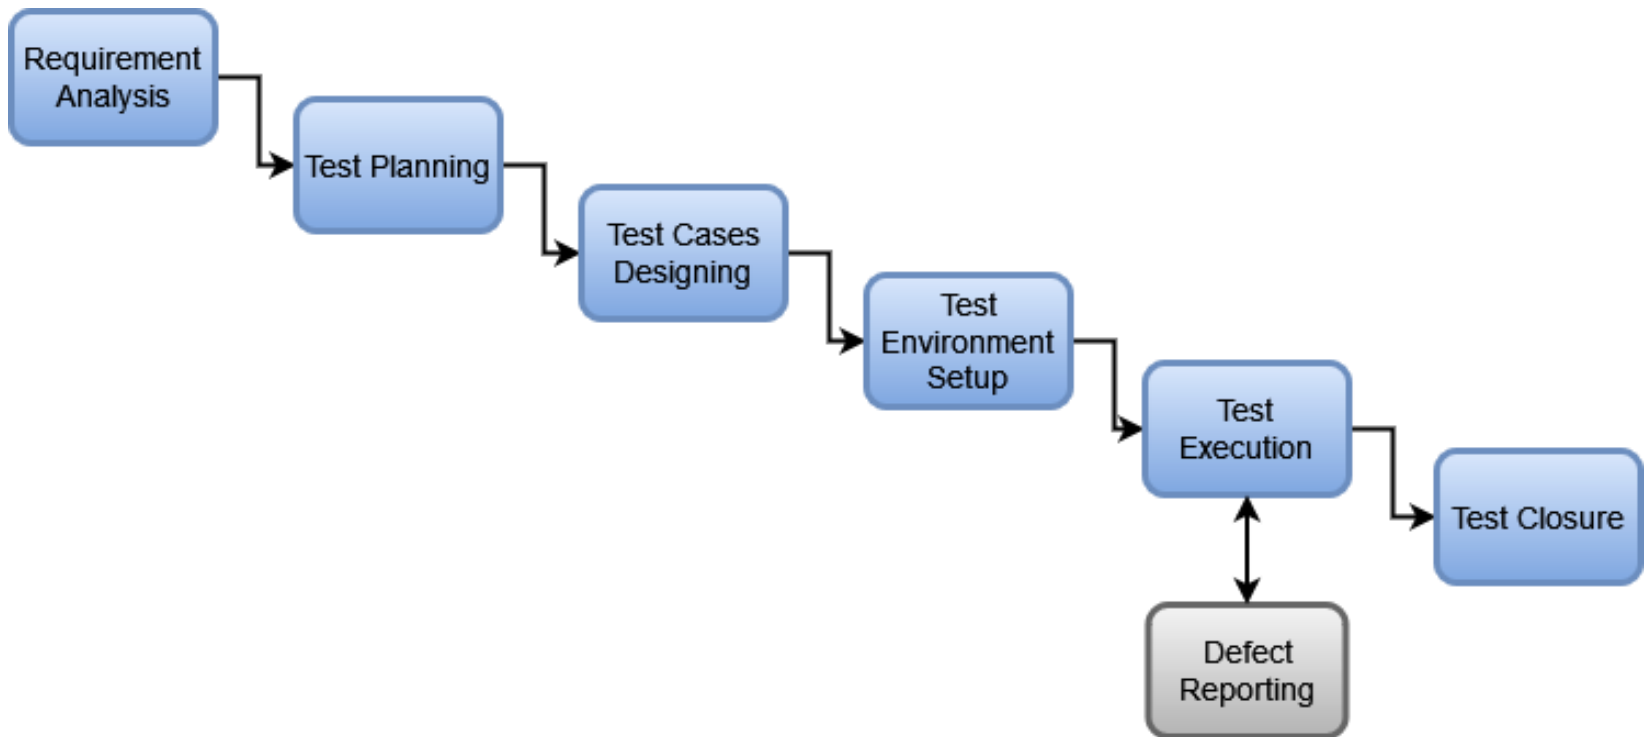 Requirement
Analysis
Test Planning
Test Cases
Designing
Test
Environment
Setup
Test
Execution
Test Closure
Defect
Reporting